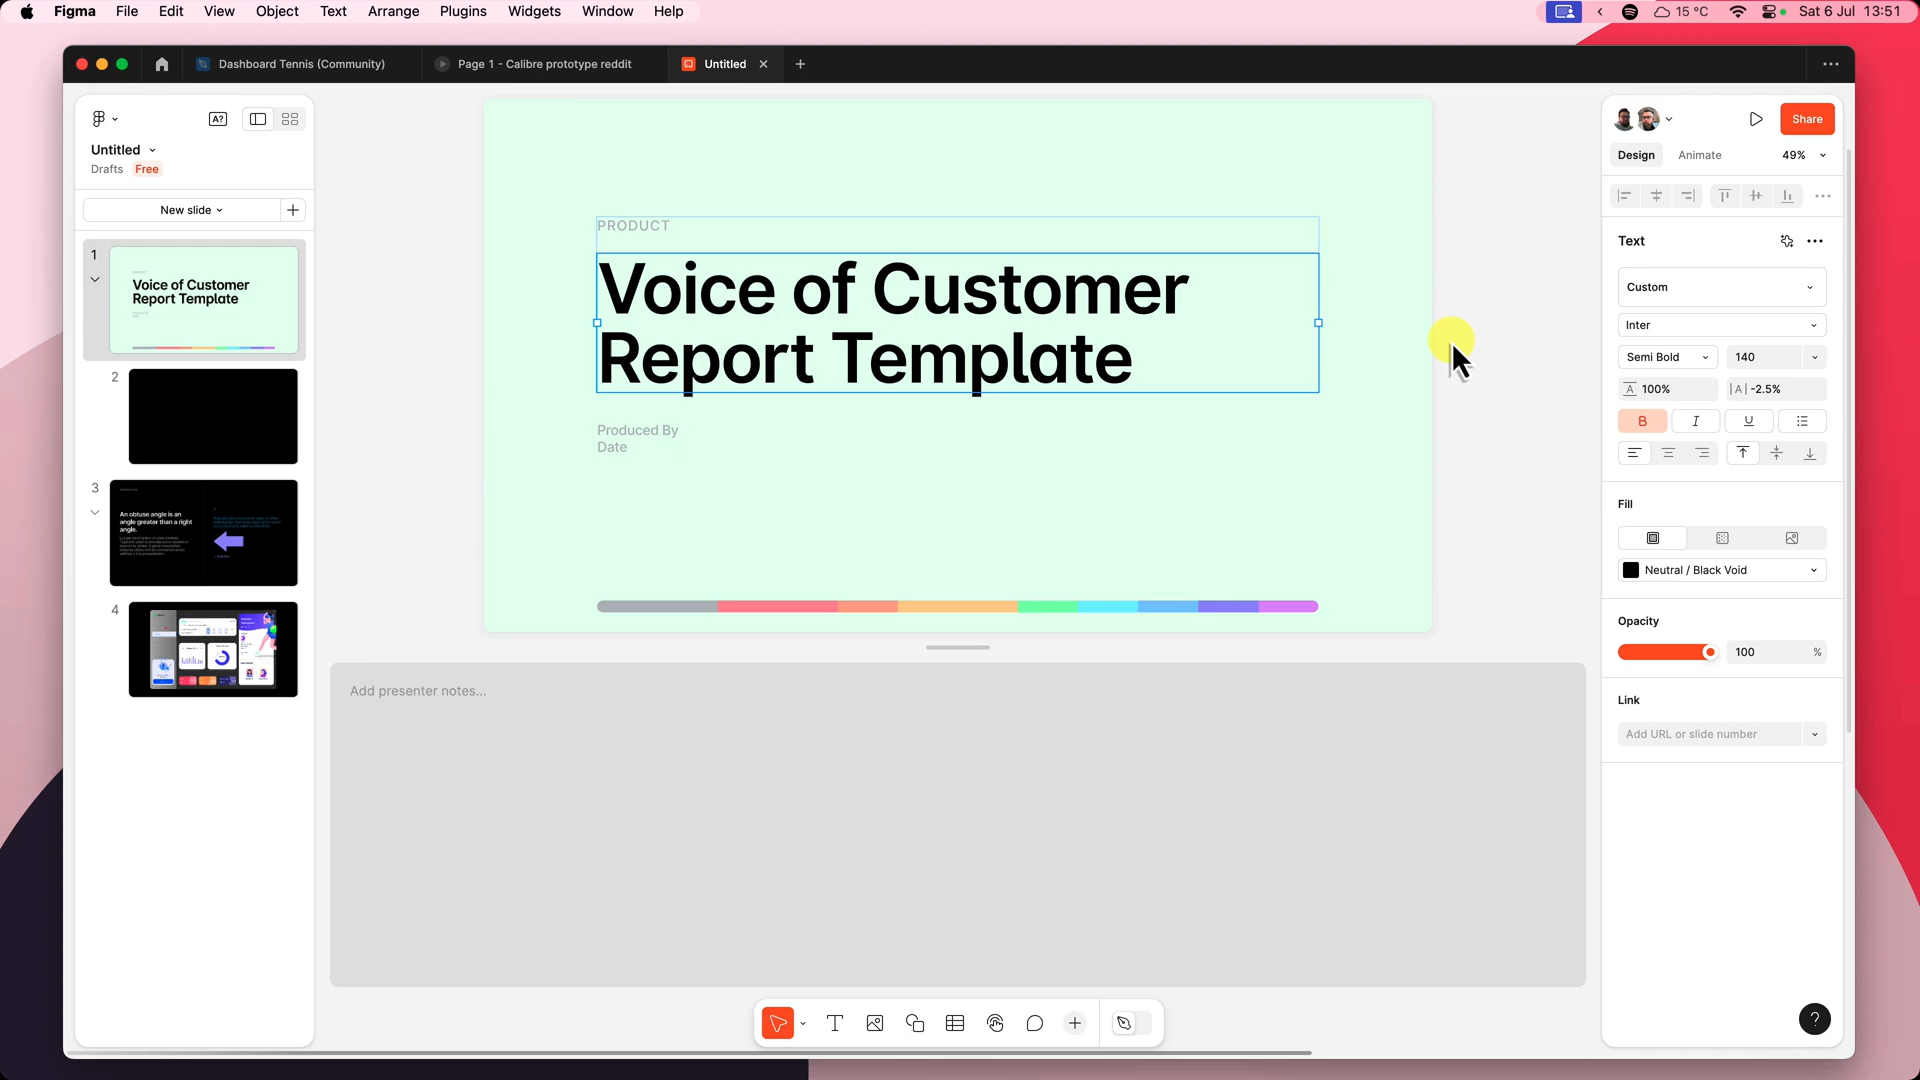 Figma File Edit View Object Text Arrange Plugins Widgets Window Help
15 °C Sat 6 Jul 13:51
Dashboard Tennis (Community)
Page 1 - Calibre prototype reddit
Untitled
A?
Untitled
Drafts Free
New slide
1
Voice of Customer
Report Template
2
3
An obtuse angle is an
angle greater than a right
angle.
4
PRODUCT
Voice of Customer
Report Template
Produced By
Date
Add presenter notes...
Share
Design Animate 49%
Text
Custom
Inter
Semi Bold 140
A 100% |A| -2.5%
B I U
Fill
Neutral / Black Void
Opacity
100 %
Link
Add URL or slide number
?